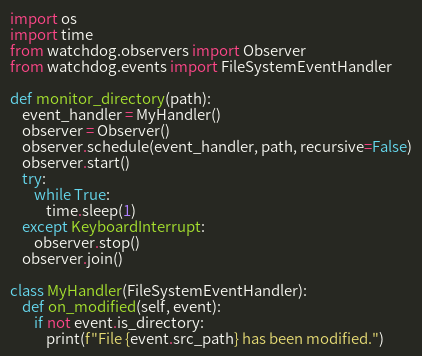 import os
import time
from watchdog.observers import Observer
from watchdog.events import FileSystemEventHandler

def monitor_directory(path):
    event_handler = MyHandler()
    observer = Observer()
    observer.schedule(event_handler, path, recursive=False)
    observer.start()
    try:
        while True:
            time.sleep(1)
    except KeyboardInterrupt:
        observer.stop()
    observer.join()

class MyHandler(FileSystemEventHandler):
    def on_modified(self, event):
        if not event.is_directory:
            print(f"File {event.src_path} has been modified.")